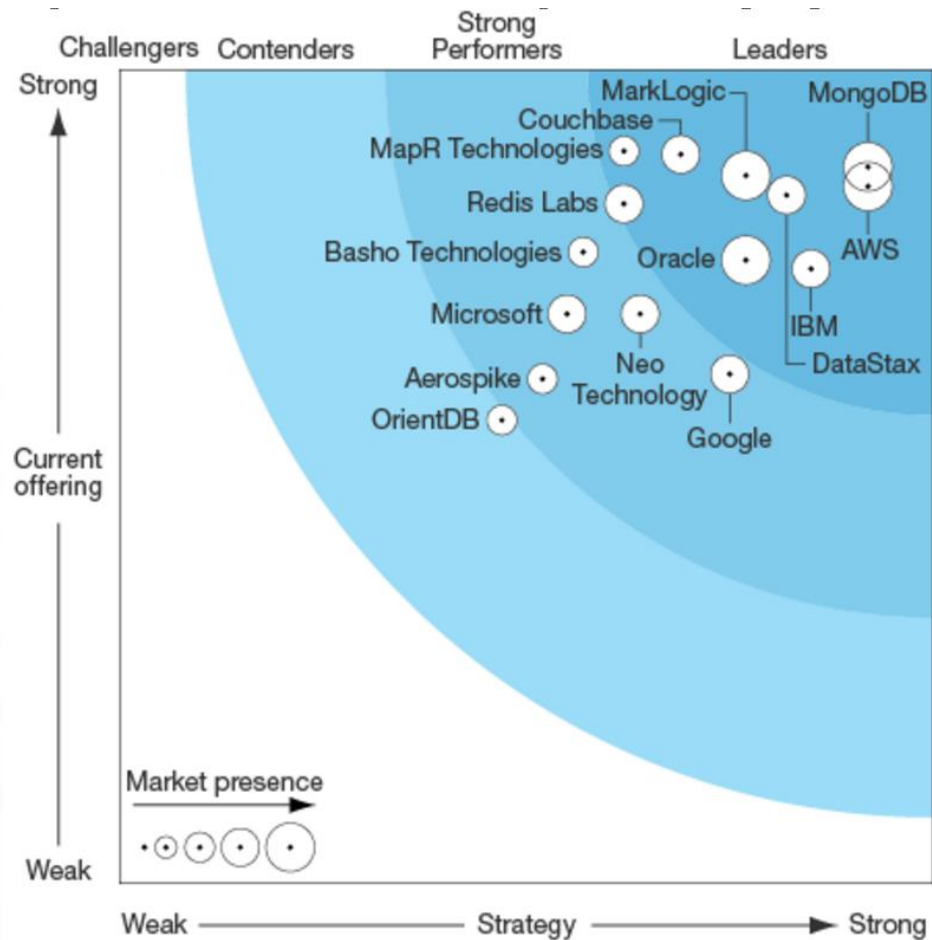 Challengers
Contenders
Strong
Performers
Leaders
Strong
MarkLogic
MongoDB
Couchbase
MapR Technologies
Redis Labs
Basho Technologies
Oracle
AWS
Microsoft
IBM
Neo
Technology
DataStax
Aerospike
OrientDB
Google
Current
offering
Market presence
Weak
Weak
Strategy
Strong